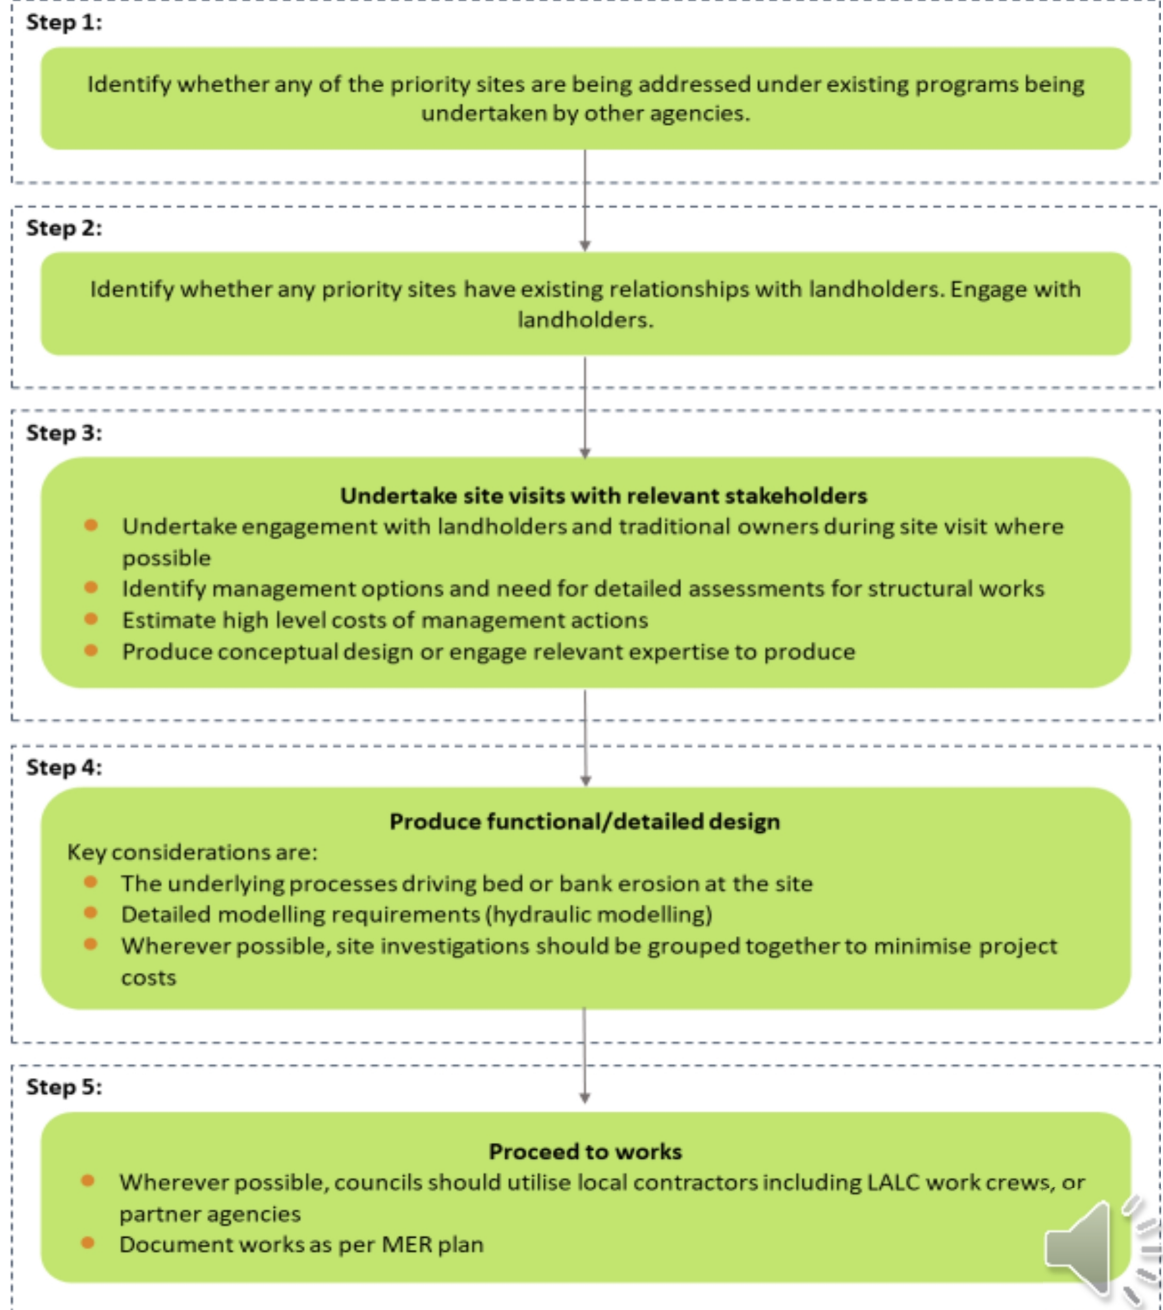 Step 1:
Identify whether any of the priority sites are being addressed under existing programs being
undertaken by other agencies.
Step 2:
Identify whether any priority sites have existing relationships with landholders. Engage with
landholders.
Step 3:
Undertake site visits with relevant stakeholders
Undertake engagement with landholders and traditional owners during site visit where
possible
Identify management options and need for detailed assessments for structural works
Estimate high level costs of management actions
Produce conceptual design or engage relevant expertise to produce
Step 4:
Produce functional/detailed design
Key considerations are:
The underlying processes driving bed or bank erosion at the site
Detailed modelling requirements (hydraulic modelling)
Wherever possible, site investigations should be grouped together to minimise project
costs
Step 5:
Proceed to works
Wherever possible, councils should utilise local contractors including LALC work crews, or
partner agencies
Document works as per MER plan